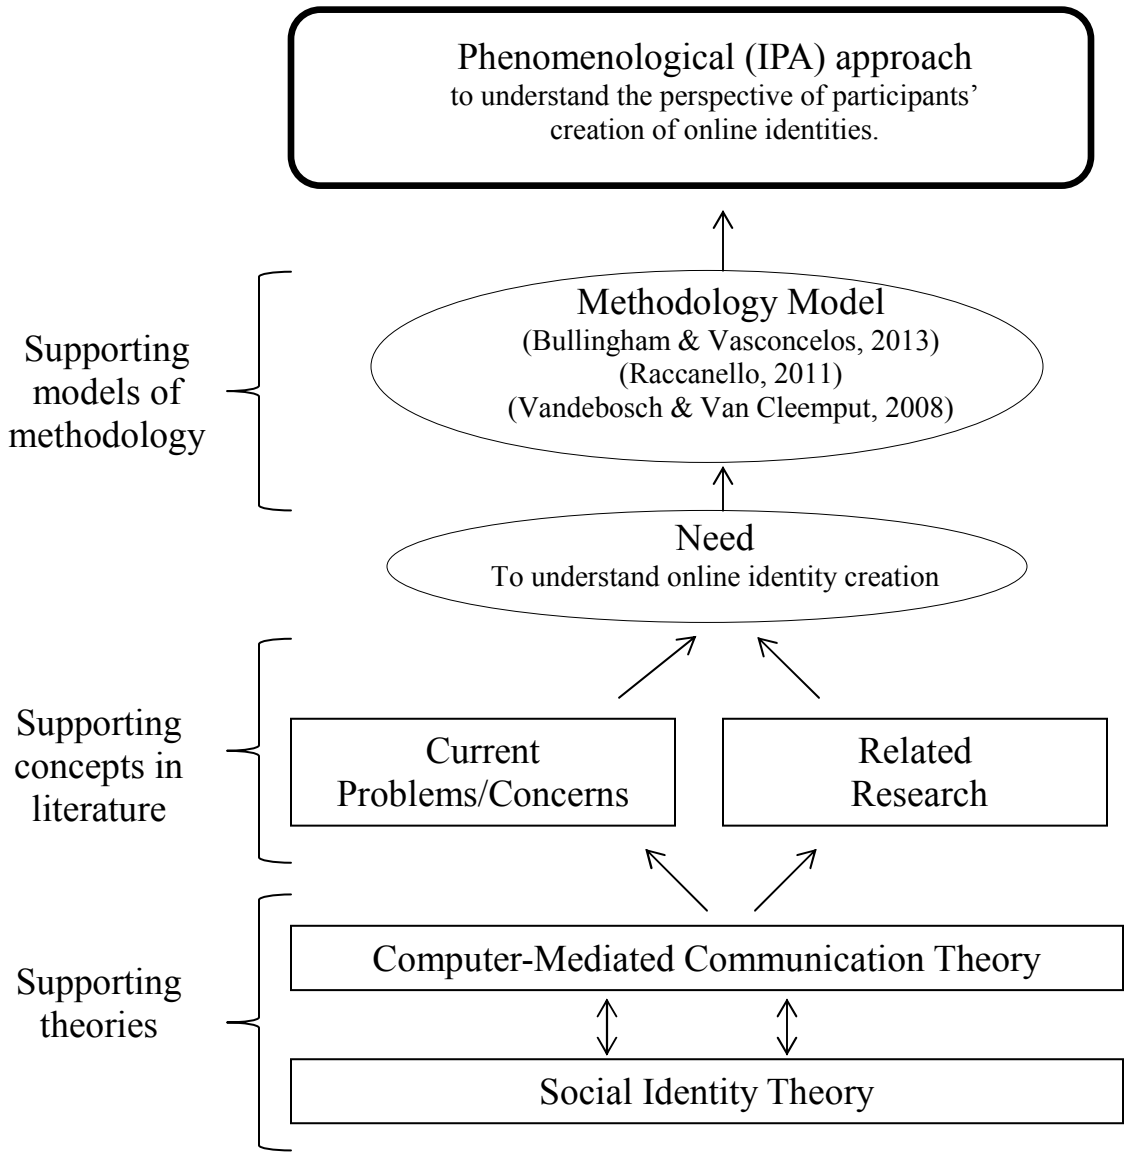 Phenomenological (IPA) approach
to understand the perspective of participants’
creation of online identities.
Supporting
models of
methodology
Methodology Model
(Bullingham & Vasconcelos, 2013)
(Raccanello, 2011)
(Vandebosch & Van Cleemput, 2008)
Need
To understand online identity creation
Supporting
concepts in
literature
Current
Problems/Concerns
Related
Research
Supporting
theories
Computer-Mediated Communication Theory
Social Identity Theory